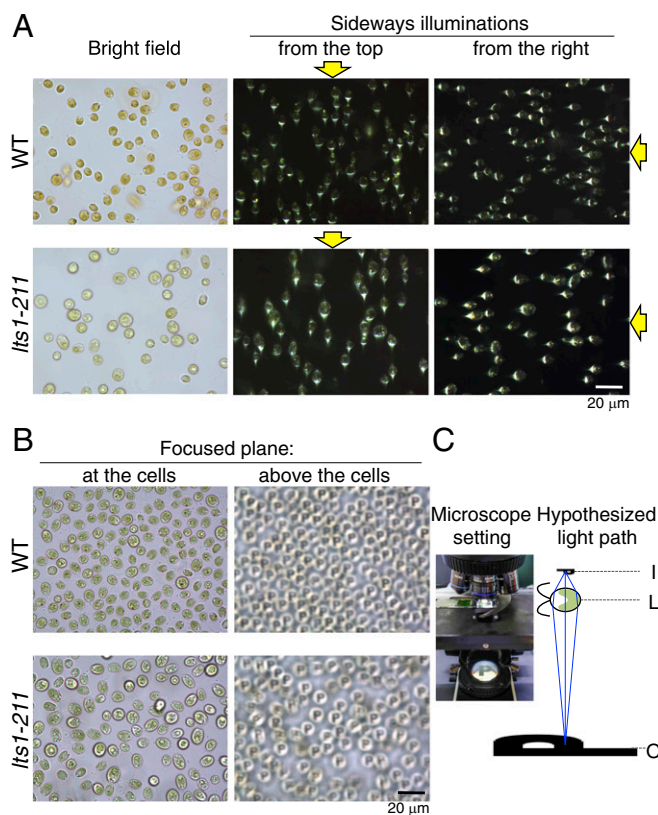 A
Sideways illuminations
Bright field
from the top
from the right
WT
lts1-211
20 μm
B
C
Focused plane:
at the cells
above the cells
Microscope setting
Hypothesized light path
WT
I
L
P
lts1-211
O
20 μm